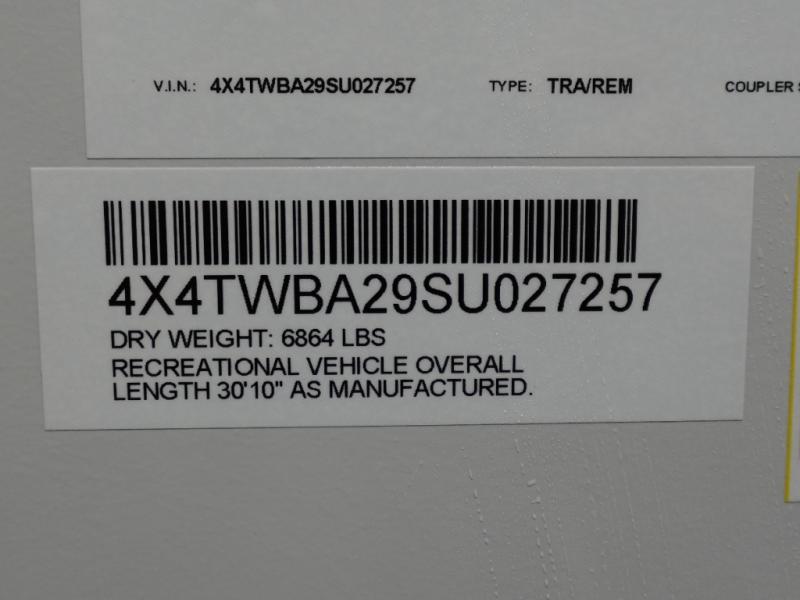 V.I.N.: 4X4TWBA29SU027257 TYPE: TRA/REM COUPLER
4X4TWBA29SU027257
DRY WEIGHT: 6864 LBS
RECREATIONAL VEHICLE OVERALL
LENGTH 30'10" AS MANUFACTURED.